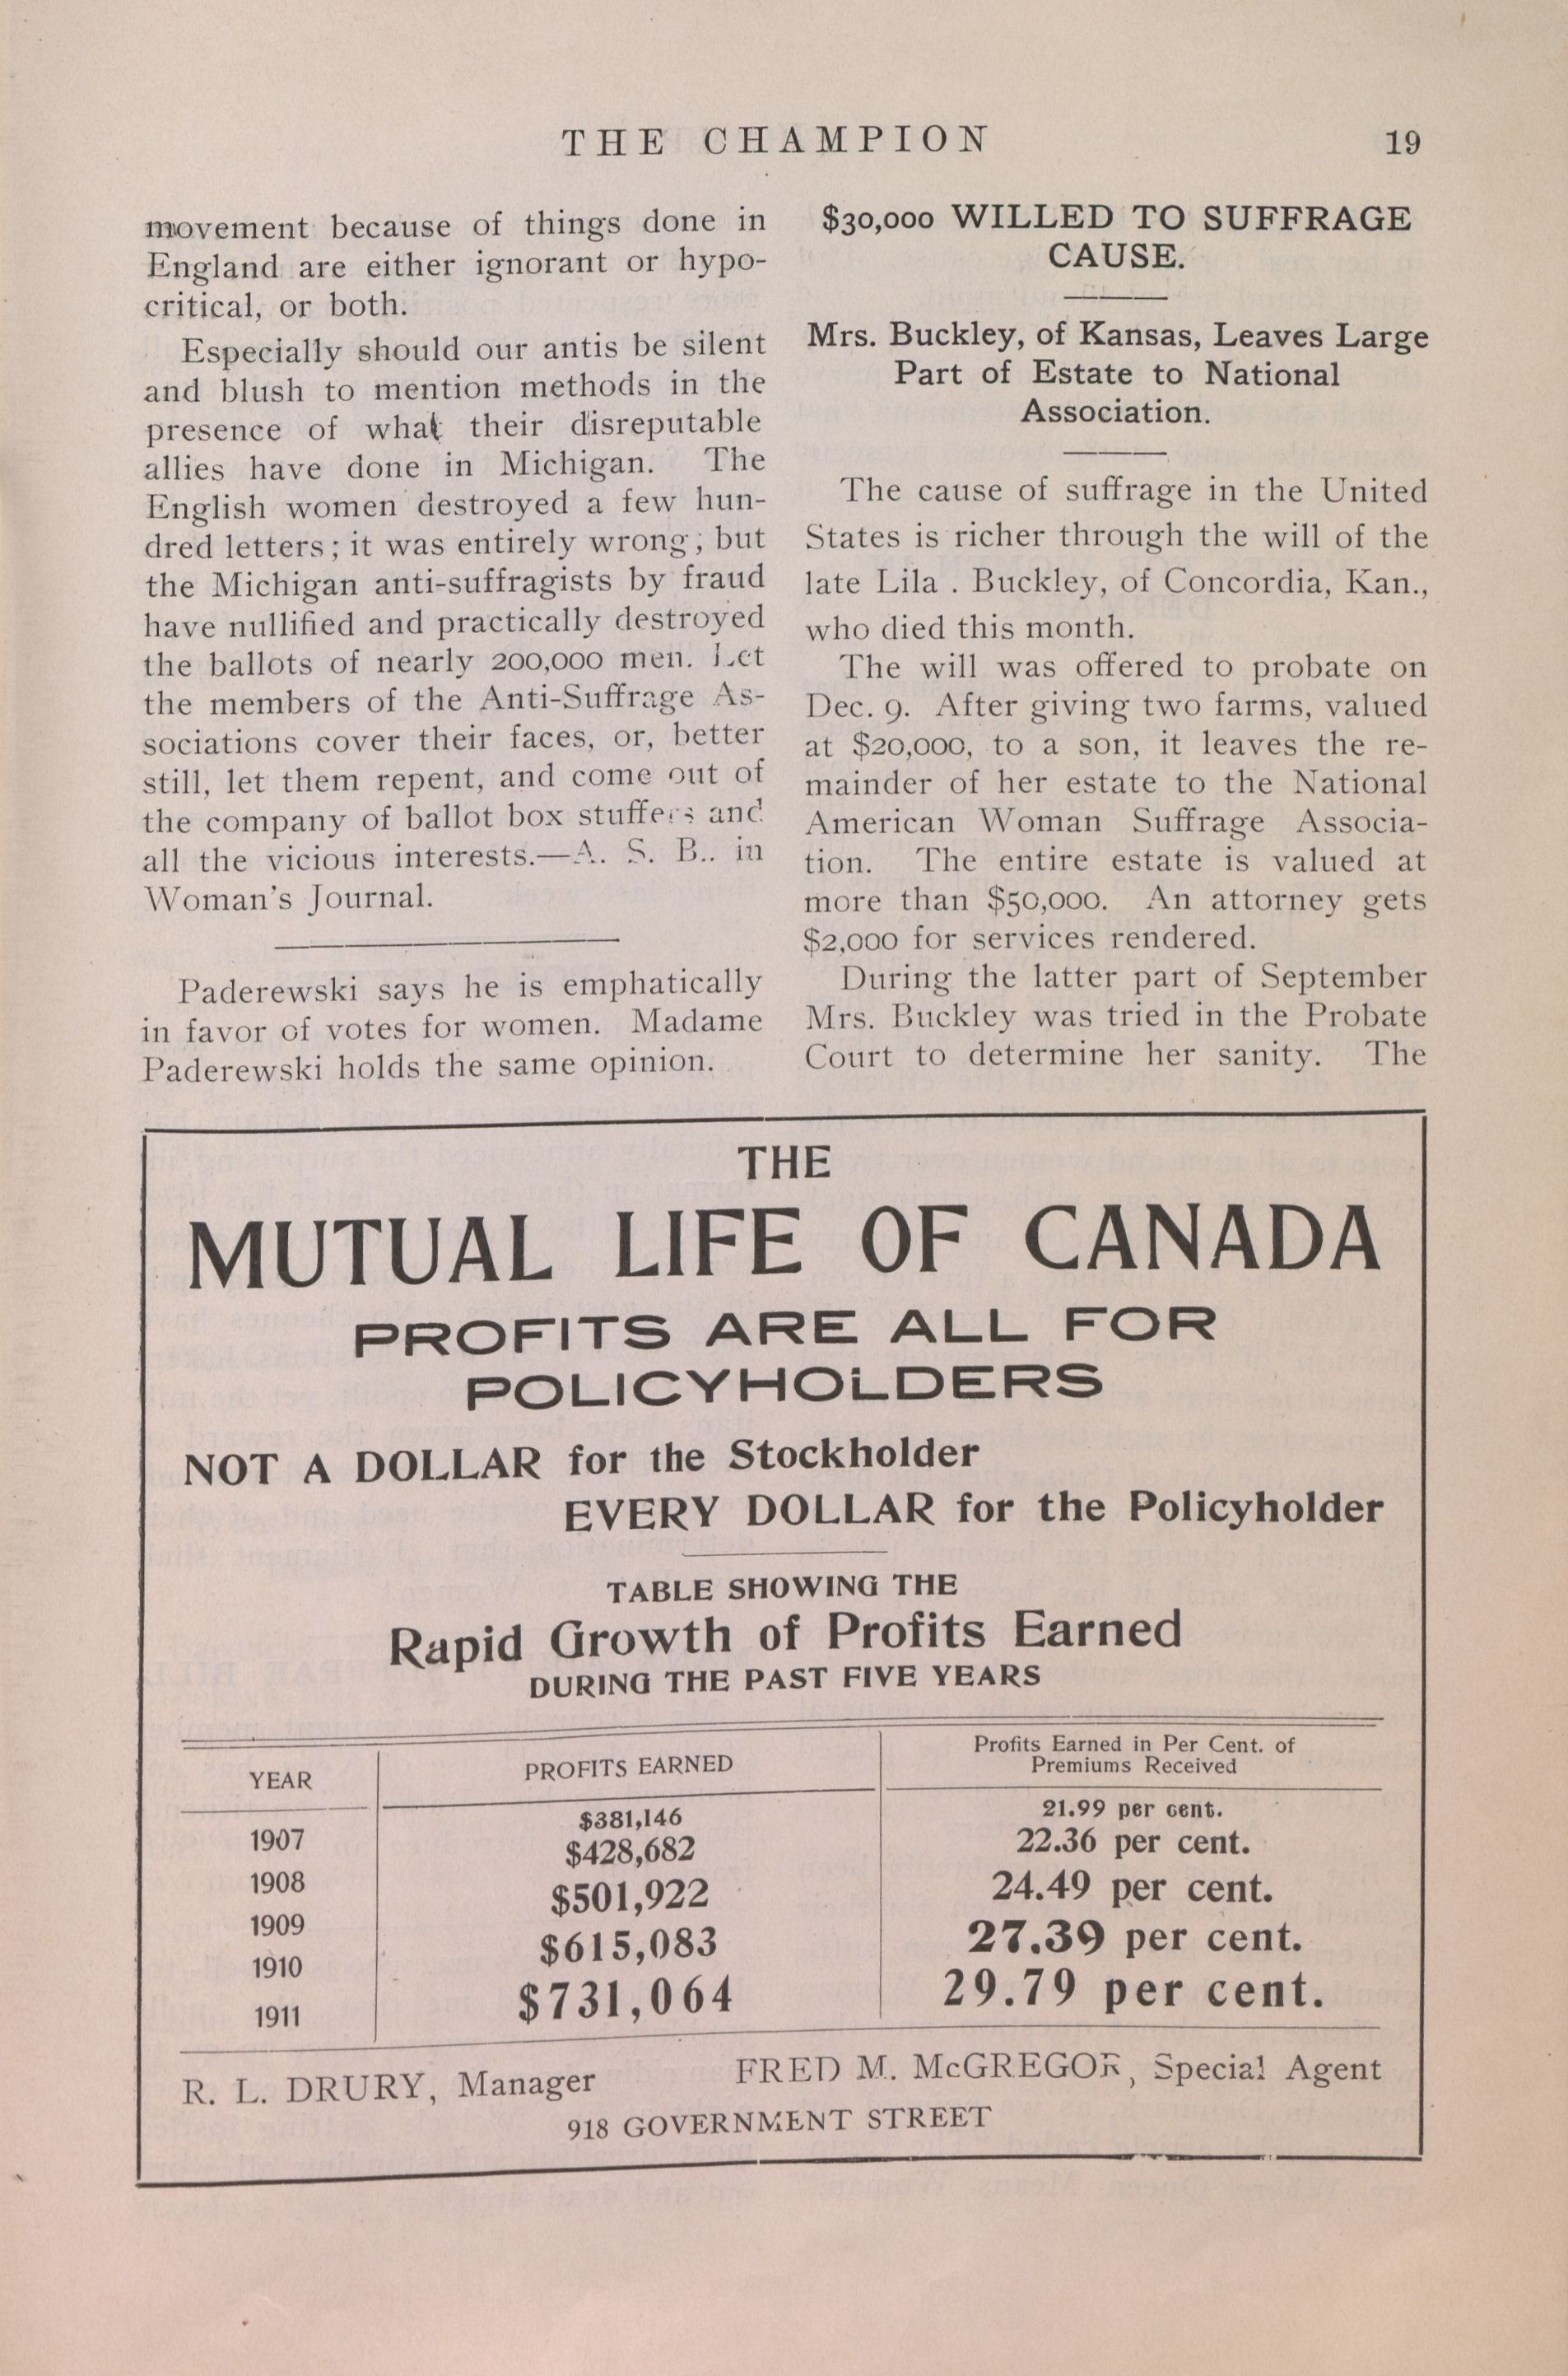 THE CHAMPION 19
movement because of things done in
England are either ignorant or hypo-
critical, or both.
Especially should our antis be silent
and blush to mention methods in the
presence of what their disreputable
allies have done in Michigan. The
English women destroyed a few hun-
dred letters; it was entirely wrong; but
the Michigan anti-suffragists by fraud
have nullified and practically destroyed
the ballots of nearly 200,000 men. Let
the members of the Anti-Suffrage As-
sociations cover their faces, or, better
still, let them repent, and come out of
the company of ballot box stuffers and
all the vicious interests.—A. S. B.. in
Woman's Journal.
Paderewski says he is emphatically
in favor of votes for women. Madame
Paderewski holds the same opinion.
$30,000 WILLED TO SUFFRAGE
CAUSE.
Mrs. Buckley, of Kansas, Leaves Large
Part of Estate to National
Association.
The cause of suffrage in the United
States is richer through the will of the
late Lila . Buckley, of Concordia, Kan.,
who died this month.
The will was offered to probate on
Dec. 9. After giving two farms, valued
at $20,000, to a son, it leaves the re-
mainder of her estate to the National
American Woman Suffrage Associa-
tion. The entire estate is valued at
more than $50,000. An attorney gets
$2,000 for services rendered.
During the latter part of September
Mrs. Buckley was tried in the Probate
Court to determine her sanity. The
THE
MUTUAL LIFE OF CANADA
PROFITS ARE ALL FOR
POLICYHOLDERS
NOT A DOLLAR for the Stockholder
EVERY DOLLAR for the Policyholder
TABLE SHOWING THE
Rapid Growth of Profits Earned
DURING THE PAST FIVE YEARS
YEAR PROFITS EARNED Profits Earned in Per Cent. of
Premiums Received
1907 $381,146 21.99 per cent.
1908 $428,682 22.36 per cent.
1909 $501,922 24.49 per cent.
1910 $615,083 27.39 per cent.
1911 $731,064 29.79 per cent.
R. L. DRURY, Manager FRED M. McGREGOR, Special Agent
918 GOVERNMENT STREET